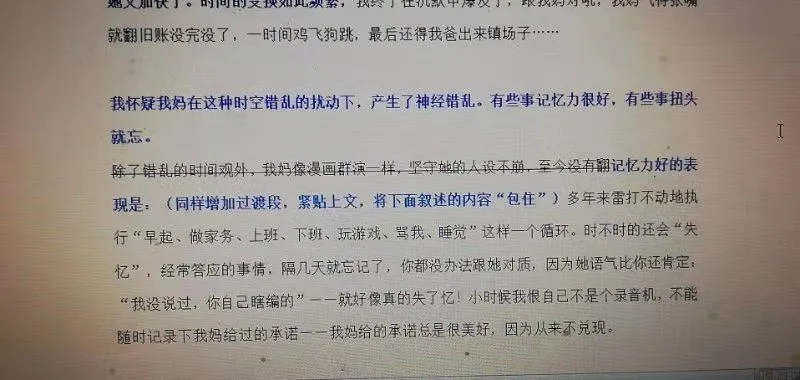 她又加快了。时间的变换如此频繁，我终于在沉默中爆发了，跟我妈对吼，我妈气得张嘴
就翻旧账没完没了，一时间鸡飞狗跳，最后还得我爸出来镇场子……
我怀疑我妈在这种时空错乱的扰动下，产生了神经错乱。有些事记忆力很好，有些事扭头
就忘。
除了错乱的时间观外，我妈像漫画群演一样，坚守她的人设不崩，至今没有翻记忆力好的表
现是：（同样增加过渡段，紧贴上文，将下面叙述的内容“包住”）多年来雷打不动地执
行“早起、做家务、上班、下班、玩游戏、骂我、睡觉”这样一个循环。时不时的还会“失
忆”，经常答应的事情，隔几天就忘记了，你都没办法跟她对质，因为她语气比你还肯定：
“我没说过，你自己瞎编的”——就好像真的失了忆！小时候我恨自己不是个录音机，不能
随时记录下我妈给过的承诺——我妈给的承诺总是很美好，因为从来不兑现。